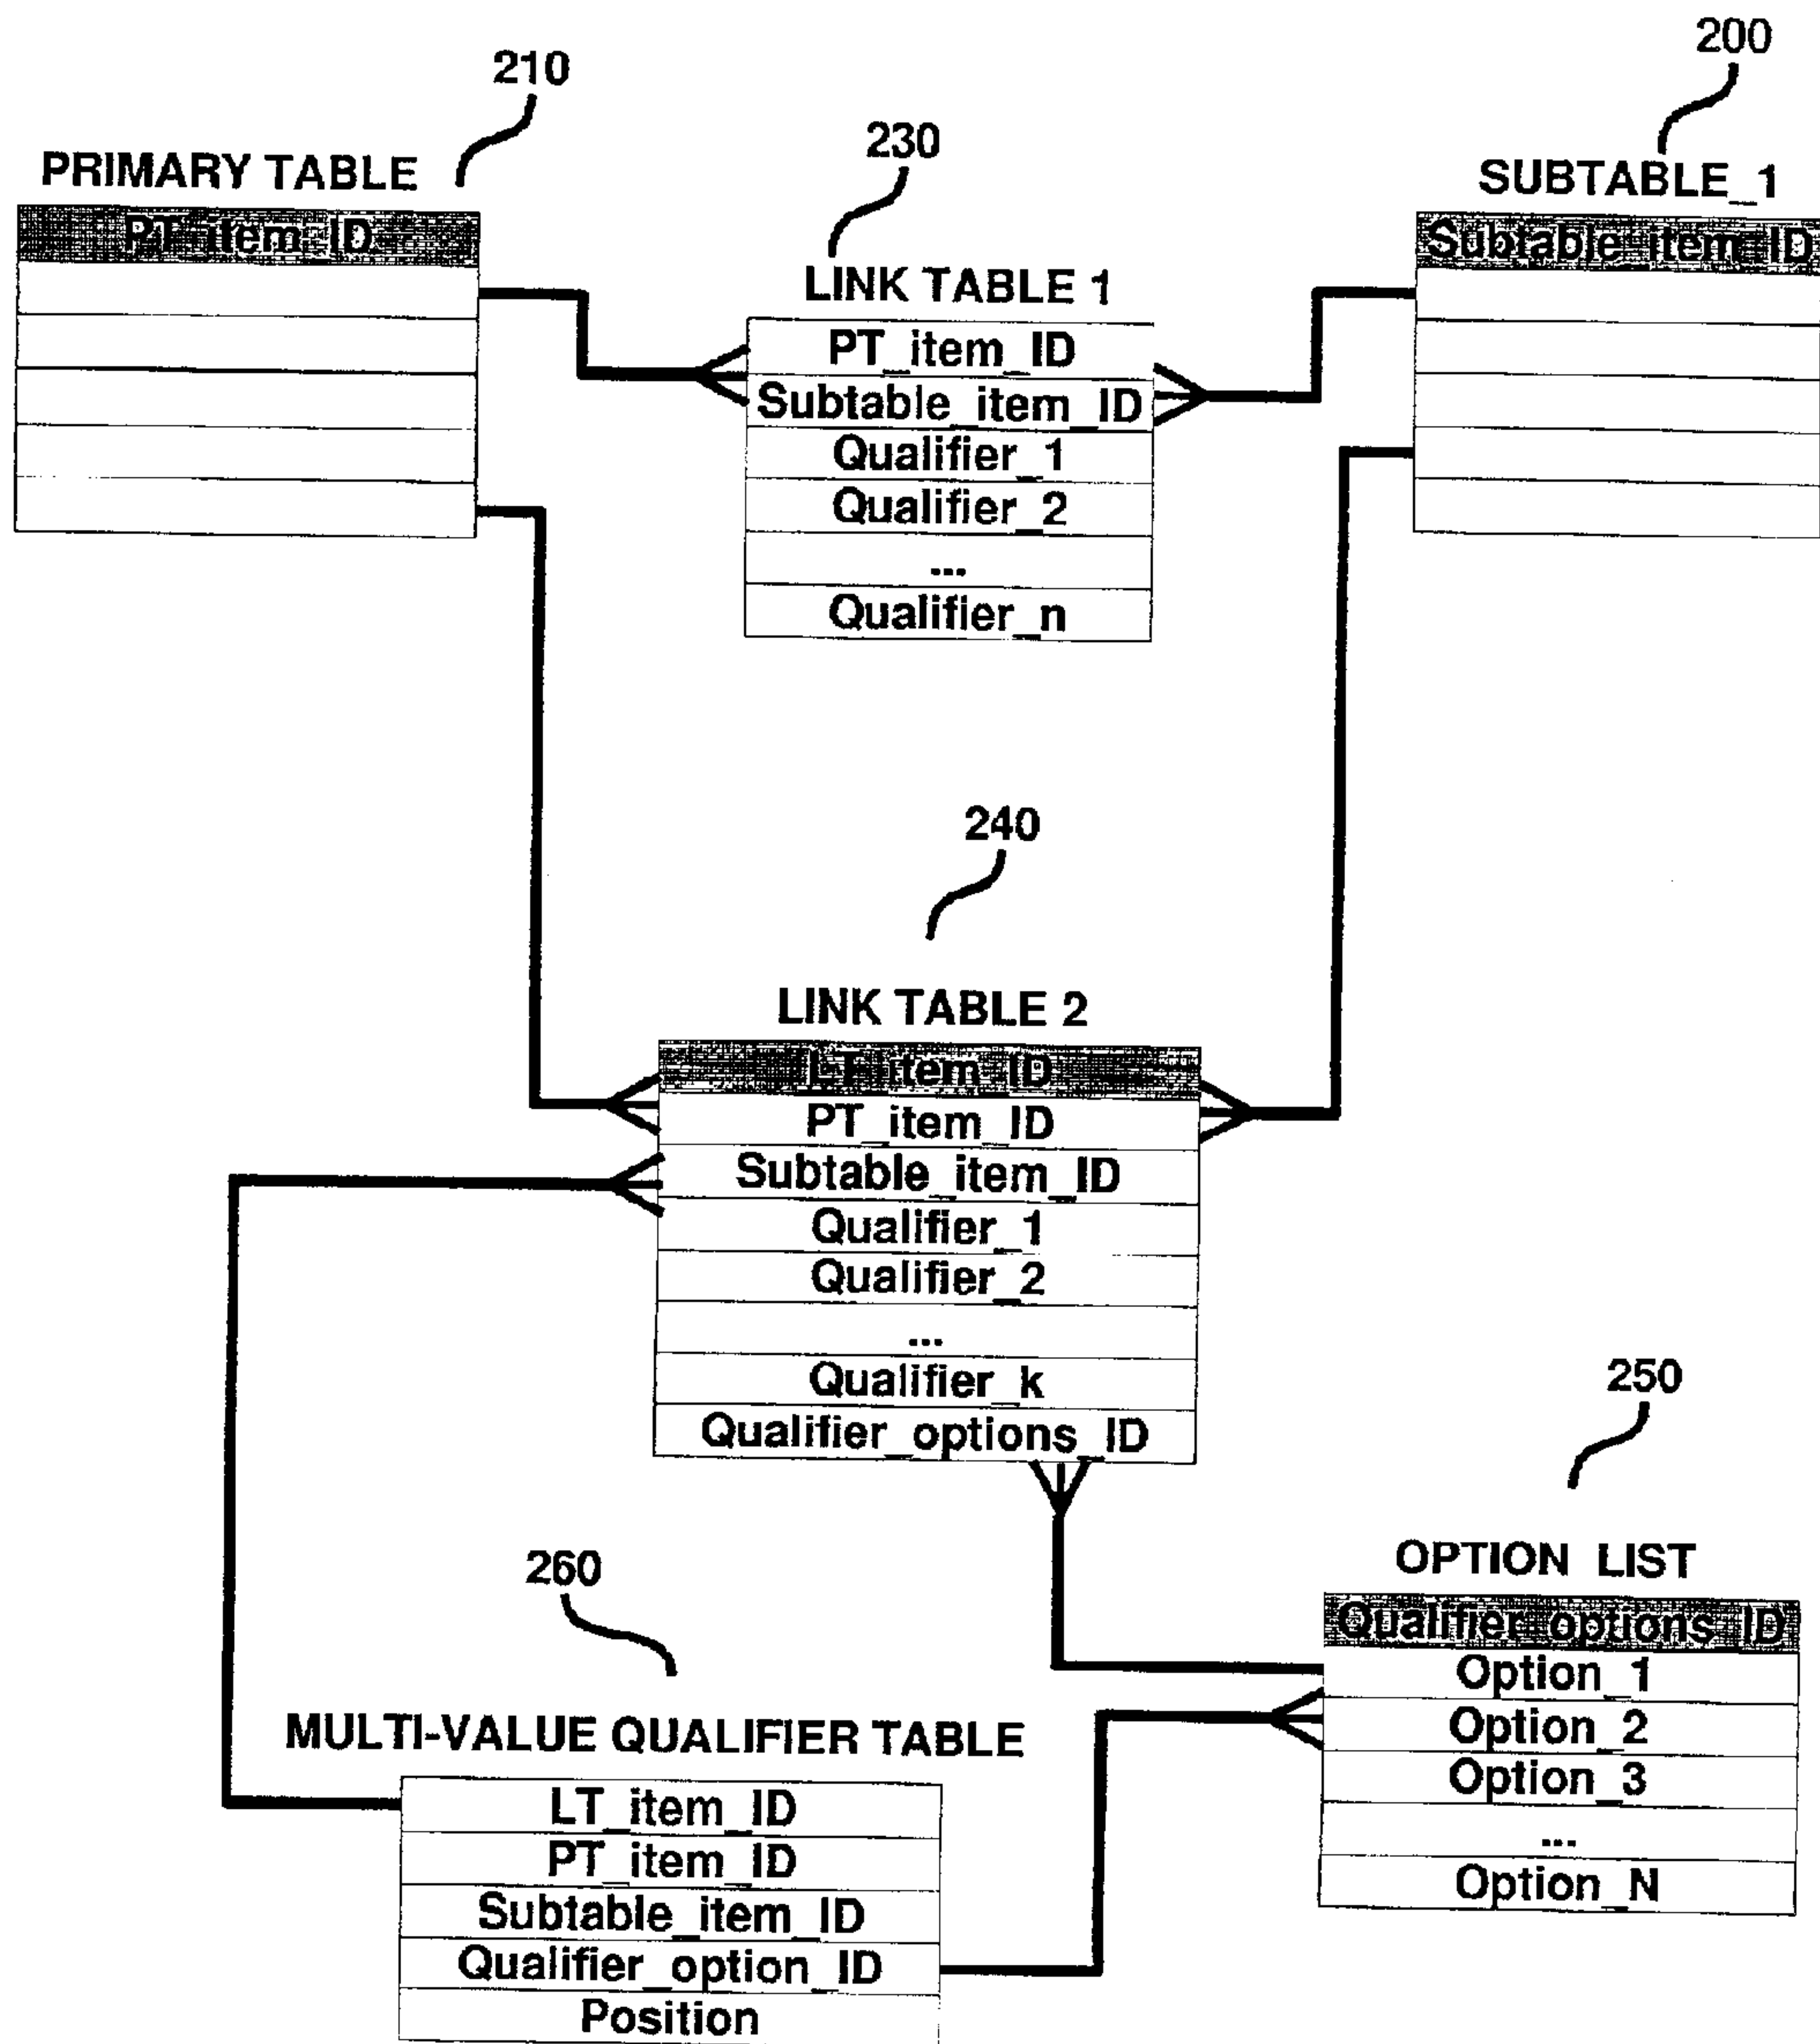 200
210
230
PRIMARY TABLE
SUBTABLE_1
PT_item_ID
Subtable_item_ID
LINK TABLE 1
PT_item_ID
Subtable_item_ID
Qualifier_1
Qualifier_2
...
Qualifier_n
240
LINK TABLE 2
LT_item_ID
PT_item_ID
Subtable_item_ID
Qualifier_1
Qualifier_2
...
Qualifier_k
Qualifier_options_ID
250
OPTION LIST
Qualifier_options_ID
Option_1
Option_2
Option_3
...
Option_N
260
MULTI-VALUE QUALIFIER TABLE
LT_item_ID
PT_item_ID
Subtable_item_ID
Qualifier_option_ID
Position